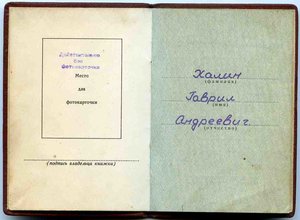 Действительно
без
фотокарточки
Место
для
фотокарточки
(подпись владельца книжки)
Халин
(фамилия)
Гаврил
(имя)
Андреевич.
(отчество)